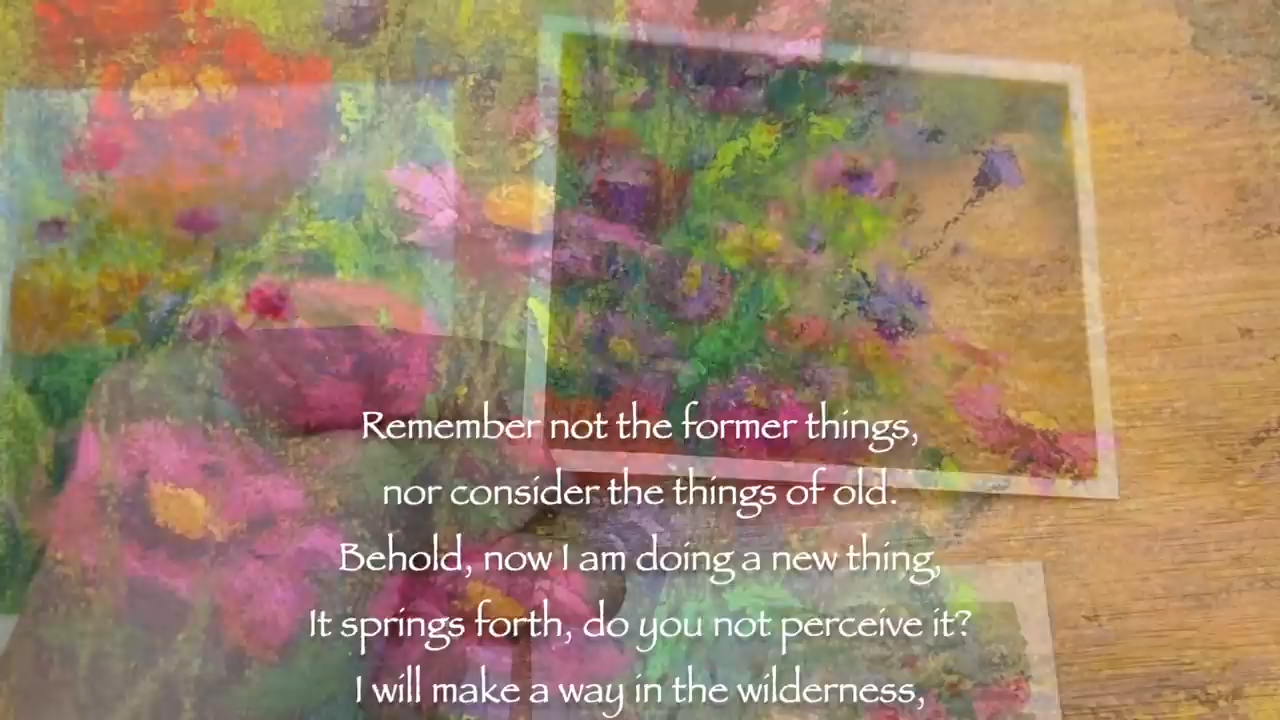 Remember not the former things,
nor consider the things of old.
Behold, now I am doing a new thing,
It springs forth, do you not perceive it?
I will make a way in the wilderness,